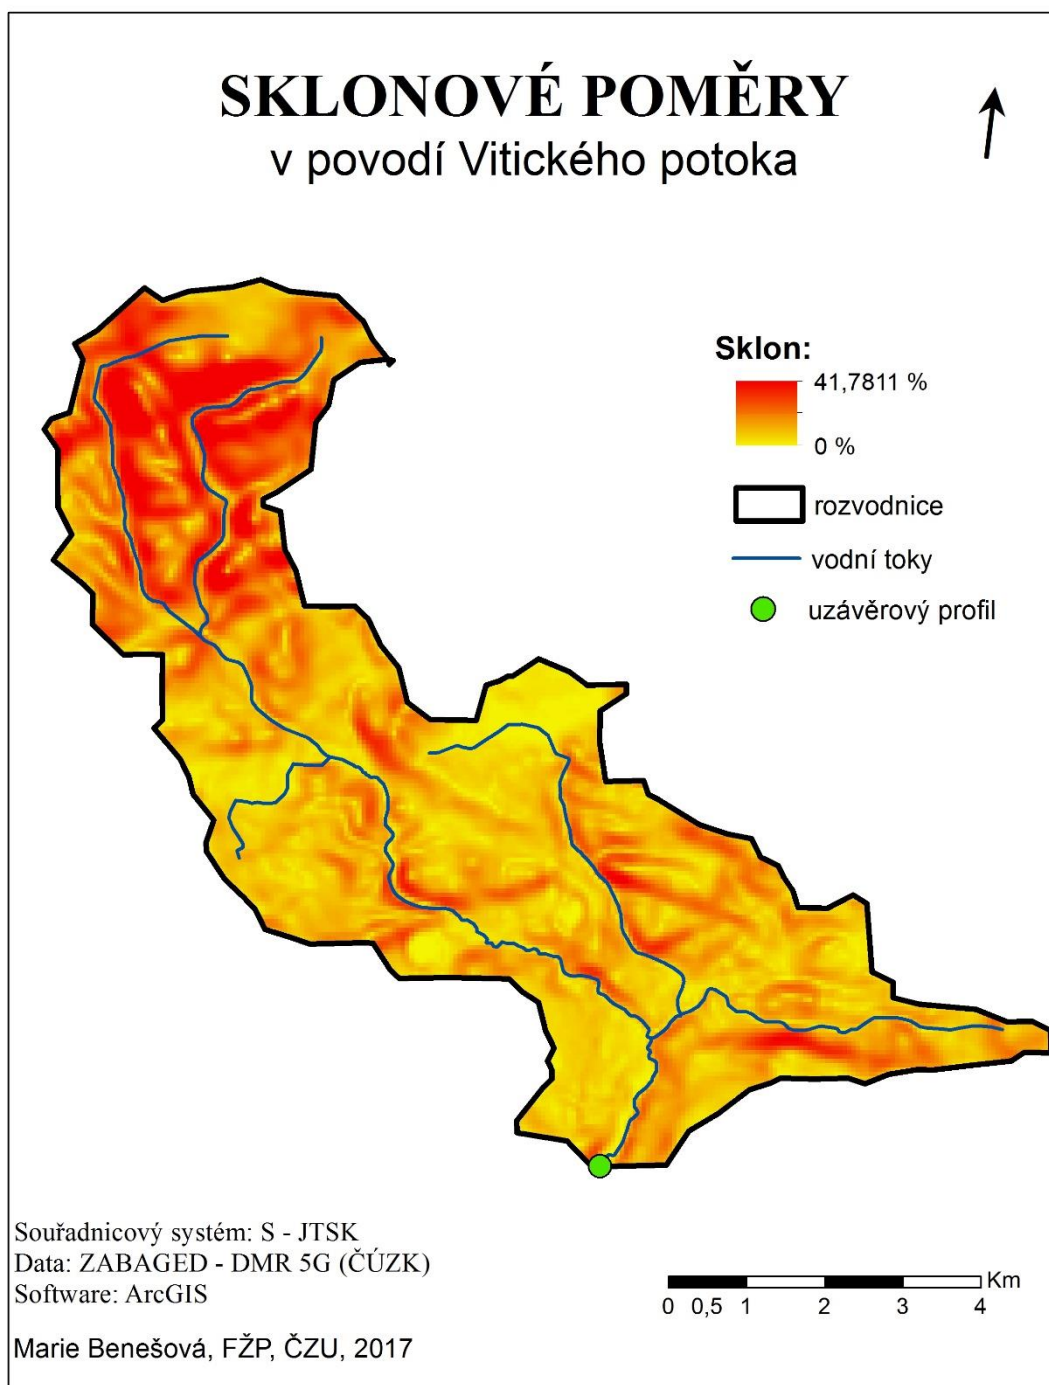 SKLONOVÉ POMĚRY
v povodí Vitického potoka
Sklon:
41,7811 %
0 %
rozvodnice
vodní toky
uzávěrový profil
Souřadnicový systém: S - JTSK
Data: ZABAGED - DMR 5G (ČÚZK)
Software: ArcGIS
Marie Benešová, FŽP, ČZU, 2017
Km
0 0,5 1 2 3 4